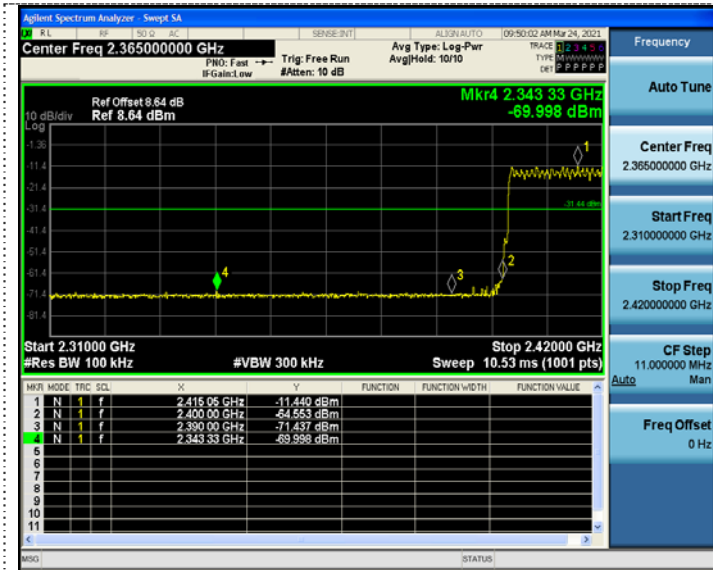 Agilent Spectrum Analyzer - Swept SA
RL RF 50 Ω AC SENSE:INT ALIGN AUTO 09:50:02 AM Mar 24, 2021
Center Freq 2.365000000 GHz
PNO: Fast
IFGain:Low
Trig: Free Run
#Atten: 10 dB
Avg Type: Log-Pwr
Avg|Hold: 10/10
TRACE 1 2 3 4 5 6
TYPE M
DET P P P P P P
Ref Offset 8.64 dB
10 dB/div Ref 8.64 dBm
Log
Mkr4 2.343 33 GHz
-69.998 dBm
-1.36
-11.4
-21.4
-31.4
-41.4
-51.4
-61.4
-71.4
-81.4
1
-31.44 dBm
2
3
4
Start 2.31000 GHz Stop 2.42000 GHz
#Res BW 100 kHz #VBW 300 kHz Sweep 10.53 ms (1001 pts)
MKR MODE TRC SCL X Y FUNCTION FUNCTION WIDTH FUNCTION VALUE
1 N 1 f 2.415 05 GHz -11.440 dBm
2 N 1 f 2.400 00 GHz -64.553 dBm
3 N 1 f 2.390 00 GHz -71.437 dBm
4 N 1 f 2.343 33 GHz -69.998 dBm
5
6
7
8
9
10
11
MSG STATUS
Frequency
Auto Tune
Center Freq
2.365000000 GHz
Start Freq
2.310000000 GHz
Stop Freq
2.420000000 GHz
CF Step
11.000000 MHz
Auto Man
Freq Offset
0 Hz